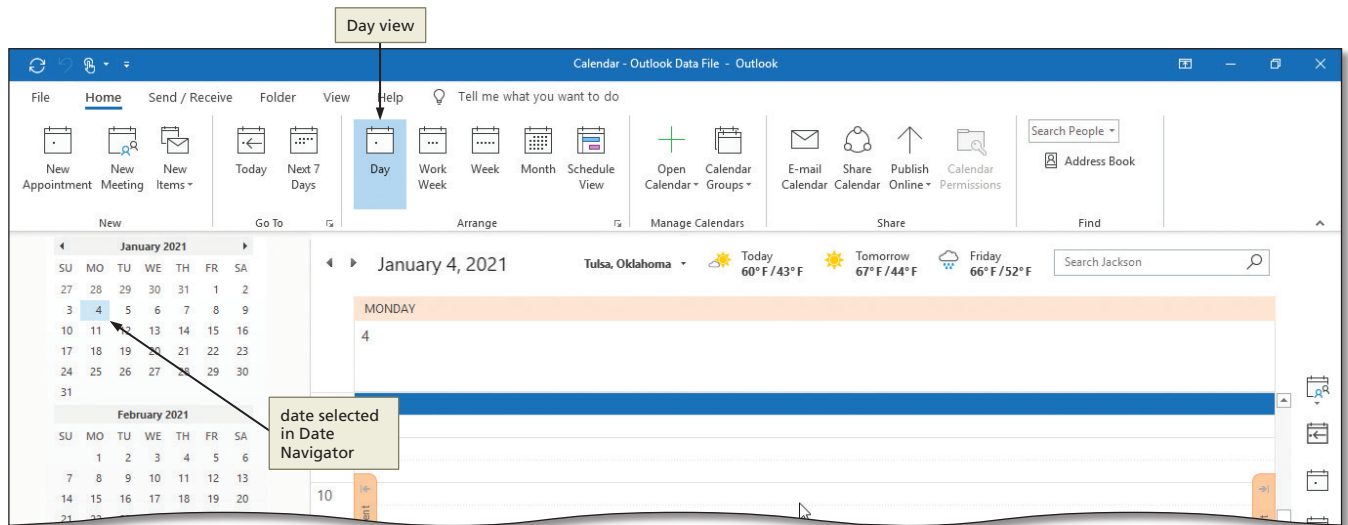 Day view
Calendar - Outlook Data File - Outlook
File Home Send / Receive Folder View Help Tell me what you want to do
New Appointment
New Meeting
New Items
Today
Next 7 Days
Day
Work Week
Week
Month
Schedule View
Open Calendar
Calendar Groups
E-mail Calendar
Share Calendar
Publish Online
Calendar Permissions
Search People
Address Book
New Go To Arrange Manage Calendars Share Find
January 2021
SU MO TU WE TH FR SA
27 28 29 30 31 1 2
3 4 5 6 7 8 9
10 11 12 13 14 15 16
17 18 19 20 21 22 23
24 25 26 27 28 29 30
31
February 2021
SU MO TU WE TH FR SA
1 2 3 4 5 6
7 8 9 10 11 12 13
14 15 16 17 18 19 20
21
date selected
in Date
Navigator
January 4, 2021
Tulsa, Oklahoma
Today
60° F / 43° F
Tomorrow
67° F / 44° F
Friday
66° F / 52° F
Search Jackson
MONDAY
4
10